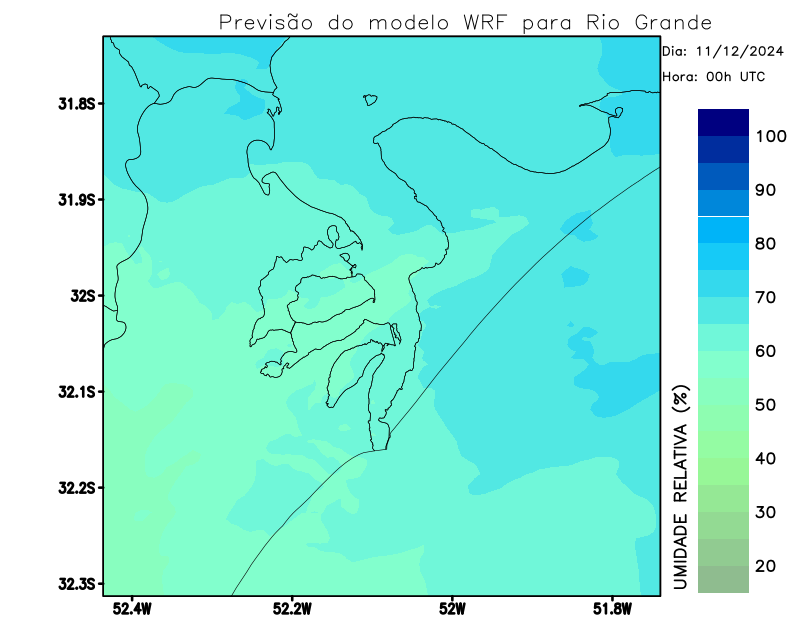 Previsão do modelo WRF para Rio Grande
Dia: 11/12/2024
Hora: 00h UTC
31.8S
31.9S
32S
32.1S
32.2S
32.3S
52.4W
52.2W
52W
51.8W
100
90
80
70
60
50
40
30
20
UMIDADE RELATIVA (%)